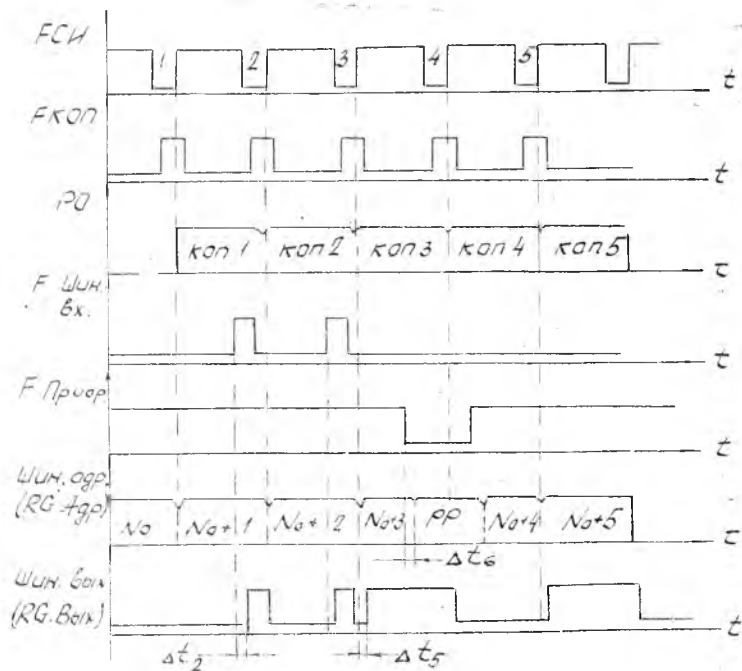 FСИ
1 2 3 4 5
t
FКОП
t
РО
КОП 1 КОП 2 КОП 3 КОП 4 КОП 5
τ
F Шин.
вх.
t
F Приор.
t
Шин. адр.
(RG Адр)
No No+1 No+2 No+3 РР No+4 No+5
τ
Δt6
Шин. вых
(RG.Вых)
t
Δt2 Δt5